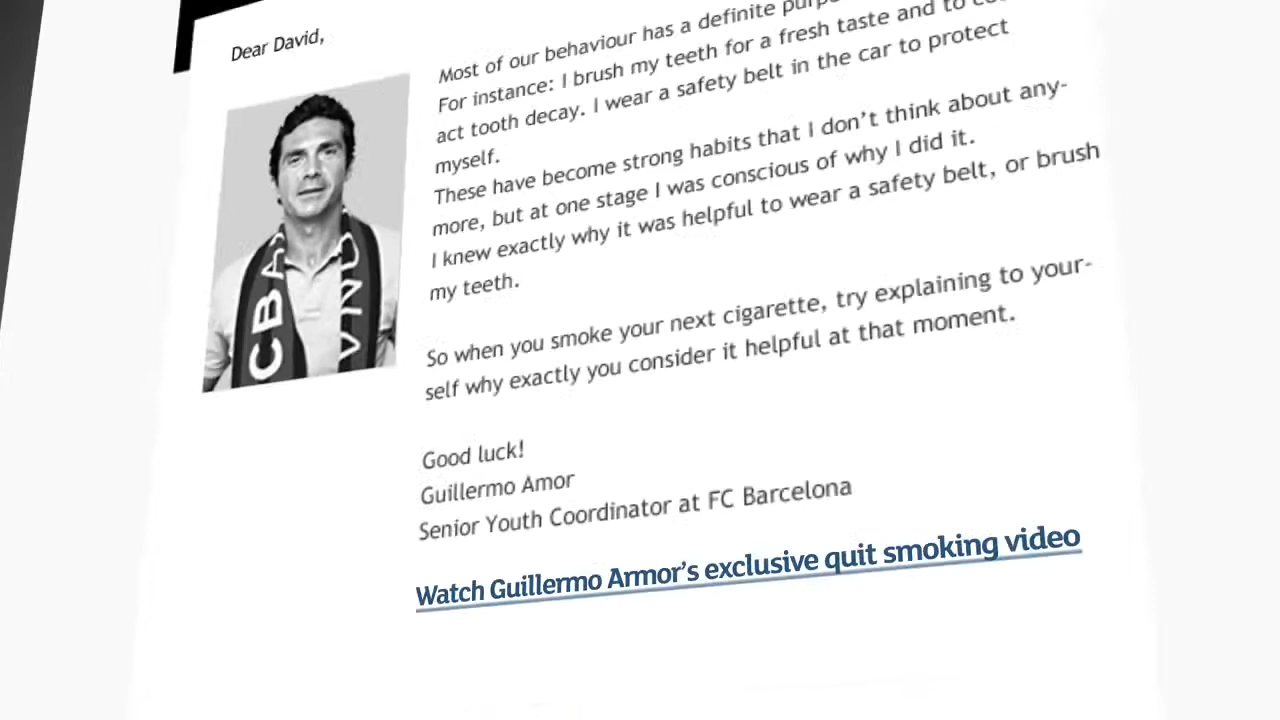 Dear David,
Most of our behaviour has a definite
For instance: I brush my teeth for a fresh taste and to
act tooth decay. I wear a safety belt in the car to protect
myself.
These have become strong habits that I don't think about any-
more, but at one stage I was conscious of why I did it.
I knew exactly why it was helpful to wear a safety belt, or brush
my teeth.
So when you smoke your next cigarette, try explaining to your-
self why exactly you consider it helpful at that moment.
Good luck!
Guillermo Amor
Senior Youth Coordinator at FC Barcelona
Watch Guillermo Armor's exclusive quit smoking video
CBA